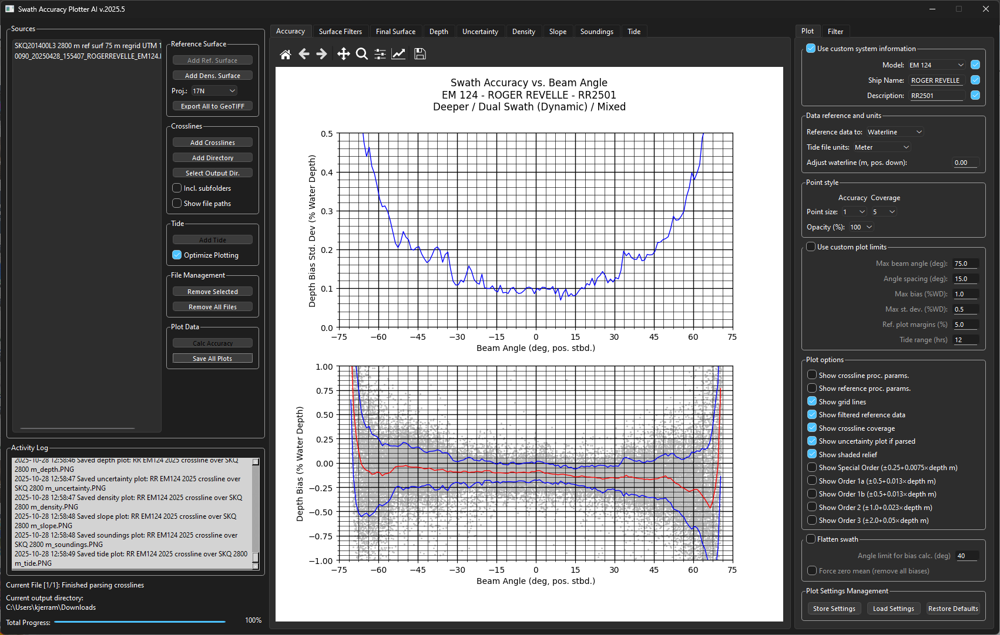 Swath Accuracy Plotter AI v.2025.5
Sources
SKQ201400L3 2800 m ref surf 75 m regrid UTM 1
0090_20250428_155407_ROGERREVELLE_EM124.
Reference Surface
Add Ref. Surface
Add Dens. Surface
Proj.: 17N
Export All to GeoTIFF
Crosslines
Add Crosslines
Add Directory
Select Output Dir.
Incl. subfolders
Show file paths
Tide
Add Tide
Optimize Plotting
File Management
Remove Selected
Remove All Files
Plot Data
Calc Accuracy
Save All Plots
Activity Log
2025-10-28 12:58:46 Saved depth plot: RR EM124 2025 crossline over SKQ
2800 m_depth.PNG
2025-10-28 12:58:47 Saved uncertainty plot: RR EM124 2025 crossline over
SKQ 2800 m_uncertainty.PNG
2025-10-28 12:58:47 Saved density plot: RR EM124 2025 crossline over SKQ
2800 m_density.PNG
2025-10-28 12:58:48 Saved slope plot: RR EM124 2025 crossline over SKQ
2800 m_slope.PNG
2025-10-28 12:58:48 Saved soundings plot: RR EM124 2025 crossline over
SKQ 2800 m_soundings.PNG
2025-10-28 12:58:49 Saved tide plot: RR EM124 2025 crossline over SKQ 2800
m_tide.PNG
Current File [1/1]: Finished parsing crosslines
Current output directory:
C:\Users\kjerram\Downloads
Total Progress: 100%
Accuracy Surface Filters Final Surface Depth Uncertainty Density Slope Soundings Tide
Swath Accuracy vs. Beam Angle
EM 124 - ROGER REVELLE - RR2501
Deeper / Dual Swath (Dynamic) / Mixed
Depth Bias Std. Dev (% Water Depth)
0.5
0.4
0.3
0.2
0.1
0.0
−75 −60 −45 −30 −15 0 15 30 45 60 75
Beam Angle (deg, pos. stbd.)
Depth Bias (% Water Depth)
1.00
0.75
0.50
0.25
0.00
−0.25
−0.50
−0.75
−1.00
−75 −60 −45 −30 −15 0 15 30 45 60 75
Beam Angle (deg, pos. stbd.)
Plot Filter
Use custom system information
Model: EM 124
Ship Name: ROGER REVELLE
Description: RR2501
Data reference and units
Reference data to: Waterline
Tide file units: Meter
Adjust waterline (m, pos. down): 0.00
Point style
Accuracy Coverage
Point size: 1 5
Opacity (%): 100
Use custom plot limits
Max beam angle (deg): 75.0
Angle spacing (deg): 15.0
Max bias (%WD): 1.0
Max st. dev. (%WD): 0.5
Ref. plot margins (%) 5.0
Tide range (hrs) 12
Plot options
Show crossline proc. params.
Show reference proc. params.
Show grid lines
Show filtered reference data
Show crossline coverage
Show uncertainty plot if parsed
Show shaded relief
Show Special Order (±0.25+0.0075×depth m)
Show Order 1a (±0.5+0.013×depth m)
Show Order 1b (±0.5+0.013×depth m)
Show Order 2 (±1.0+0.023×depth m)
Show Order 3 (±2.0+0.05×depth m)
Flatten swath
Angle limit for bias calc. (deg) 40
Force zero mean (remove all biases)
Plot Settings Management
Store Settings Load Settings Restore Defaults